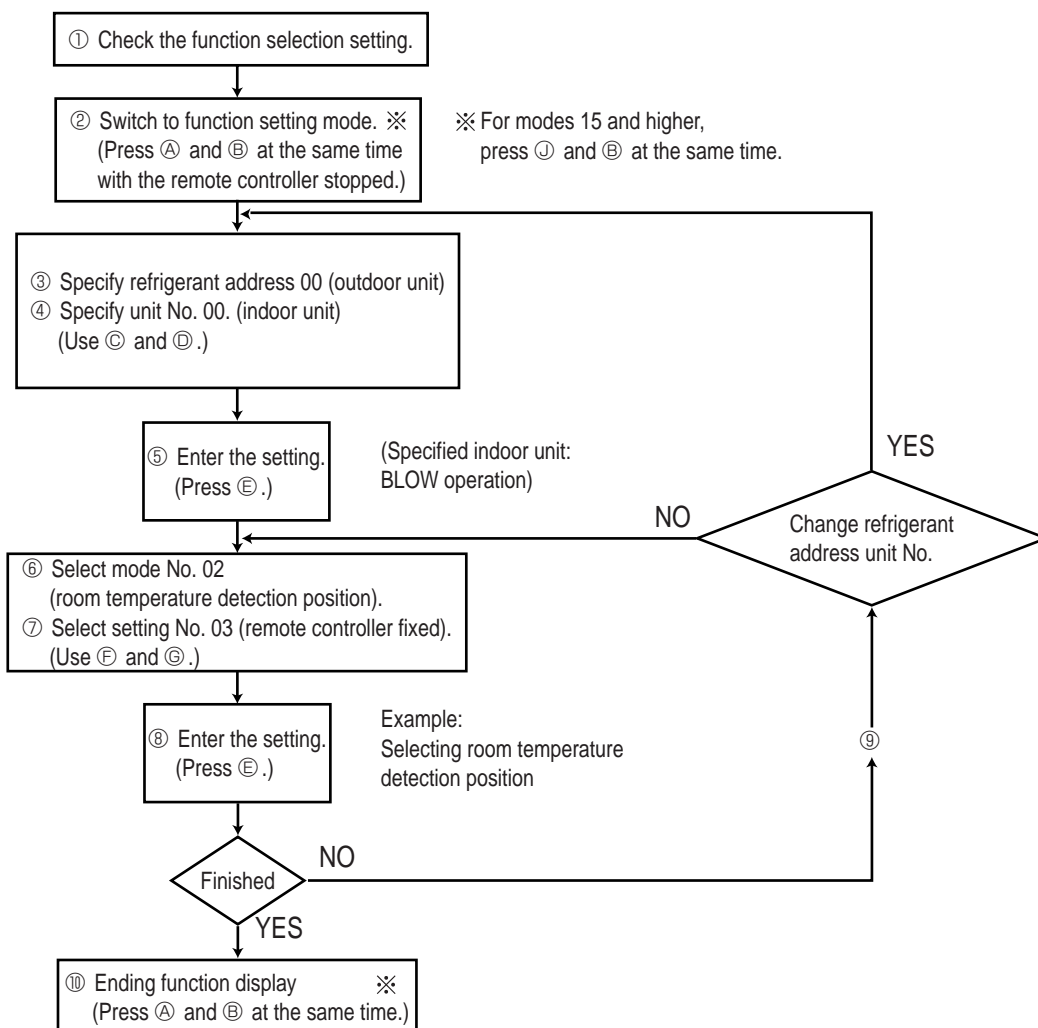 ① Check the function selection setting.
② Switch to function setting mode. ※
(Press Ⓐ and Ⓑ at the same time
with the remote controller stopped.)
※ For modes 15 and higher,
press Ⓙ and Ⓑ at the same time.
③ Specify refrigerant address 00 (outdoor unit)
④ Specify unit No. 00. (indoor unit)
(Use Ⓒ and Ⓓ.)
⑤ Enter the setting.
(Press Ⓔ.)
(Specified indoor unit:
BLOW operation)
YES
NO
Change refrigerant
address unit No.
⑥ Select mode No. 02
(room temperature detection position).
⑦ Select setting No. 03 (remote controller fixed).
(Use Ⓕ and Ⓖ.)
⑧ Enter the setting.
(Press Ⓔ.)
Example:
Selecting room temperature
detection position
⑨
Finished
NO
YES
⑩ Ending function display ※
(Press Ⓐ and Ⓑ at the same time.)